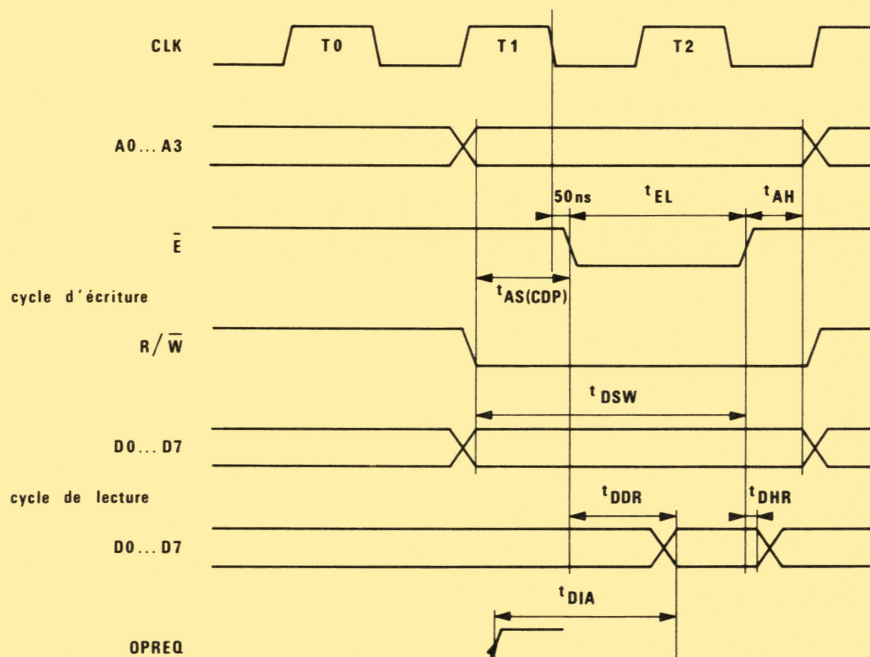 CLK T0 T1 T2
A0...A3
50ns tEL tAH
E̅
tAS(CDP)
cycle d'écriture
R/W̅
tDSW
D0...D7
cycle de lecture
tDDR tDHR
D0...D7
tDIA
OPREQ